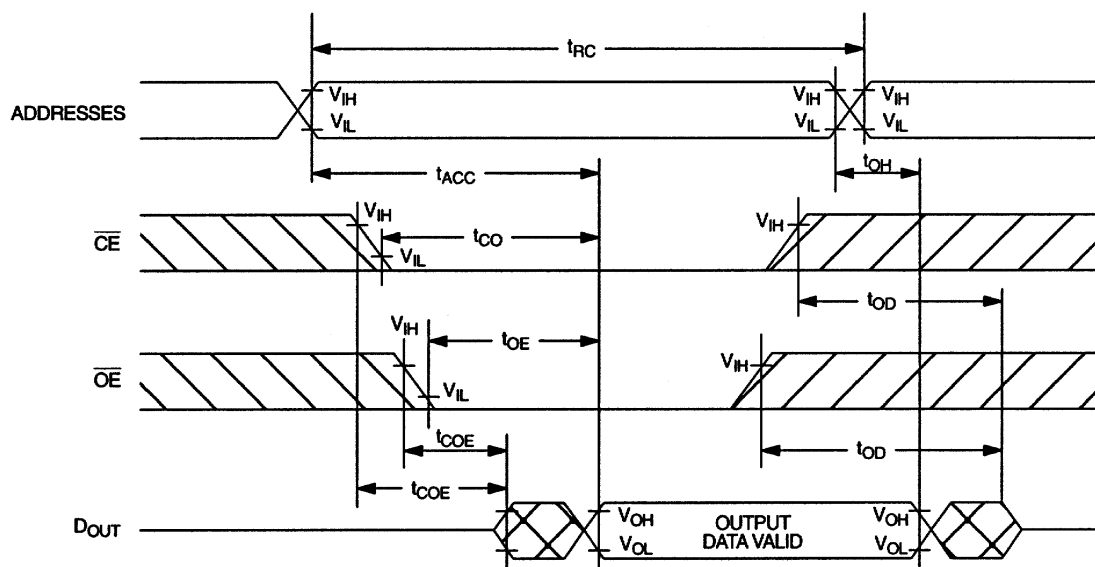 tRC
ADDRESSES
VIH
VIL
VIH
VIL
VIH
VIL
tACC
tOH
CE
VIH
VIL
tCO
VIH
tOD
OE
VIH
VIL
tOE
VIH
tCOE
tOD
tCOE
DOUT
VOH
VOL
OUTPUT
DATA VALID
VOH
VOL